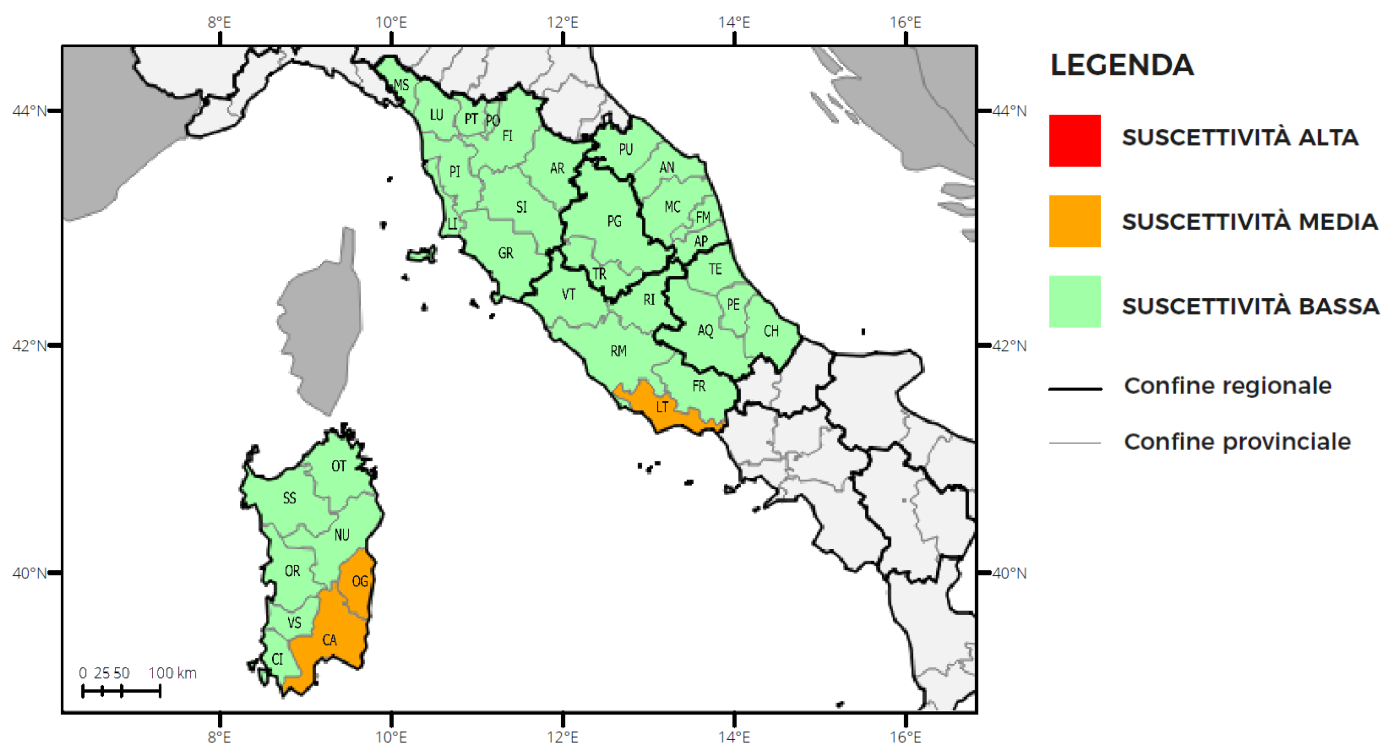 8°E 10°E 12°E 14°E 16°E
LEGENDA
44°N 44°N
SUSCETTIVITÀ ALTA
SUSCETTIVITÀ MEDIA
SUSCETTIVITÀ BASSA
Confine regionale
Confine provinciale
MS
LU PT PO
FI
PU
AN
PI
AR
SI
MC
FM
PG
LI
AP
GR
TE
TR
VT
RI
PE
AQ
CH
42°N 42°N
RM
FR
LT
OT
SS
NU
OR
40°N 40°N
OG
VS
CA
CI
0 25 50 100 km
8°E 10°E 12°E 14°E 16°E